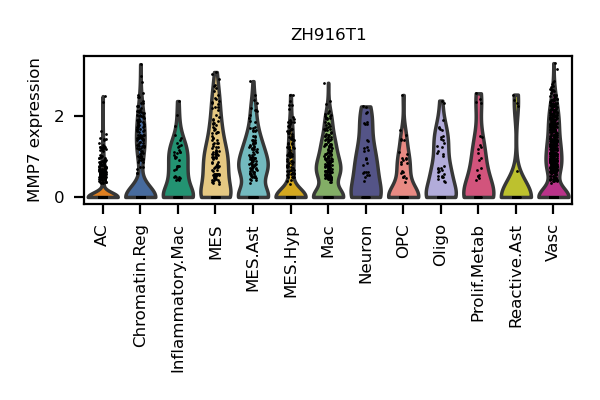 ZH916T1
MMP7 expression
2
0
AC
Chromatin.Reg
Inflammatory.Mac
MES
MES.Ast
MES.Hyp
Mac
Neuron
OPC
Oligo
Prolif.Metab
Reactive.Ast
Vasc